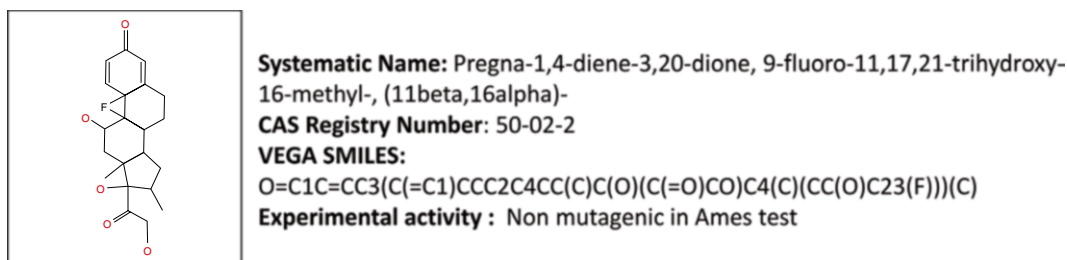 O
F
O
O
O
O
Systematic Name: Pregna-1,4-diene-3,20-dione, 9-fluoro-11,17,21-trihydroxy-
16-methyl-, (11beta,16alpha)-
CAS Registry Number: 50-02-2
VEGA SMILES:
O=C1C=CC3(C(=C1)CCC2C4CC(C)C(O)(C(=O)CO)C4(C)(CC(O)C23(F)))(C)
Experimental activity : Non mutagenic in Ames test